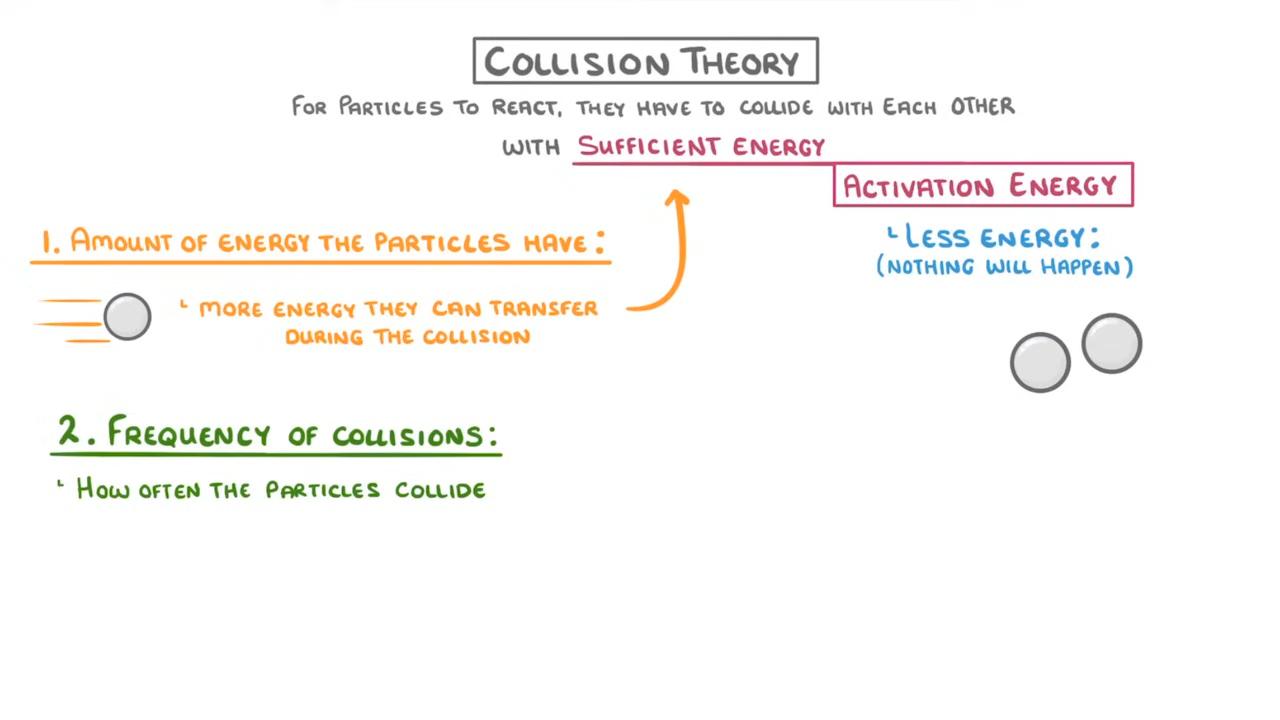 COLLISION THEORY
FOR PARTICLES TO REACT, THEY HAVE TO COLLIDE WITH EACH OTHER
WITH SUFFICIENT ENERGY
ACTIVATION ENERGY
LESS ENERGY:
(NOTHING WILL HAPPEN)
1. AMOUNT OF ENERGY THE PARTICLES HAVE:
MORE ENERGY THEY CAN TRANSFER
DURING THE COLLISION
2. FREQUENCY OF COLLISIONS:
HOW OFTEN THE PARTICLES COLLIDE